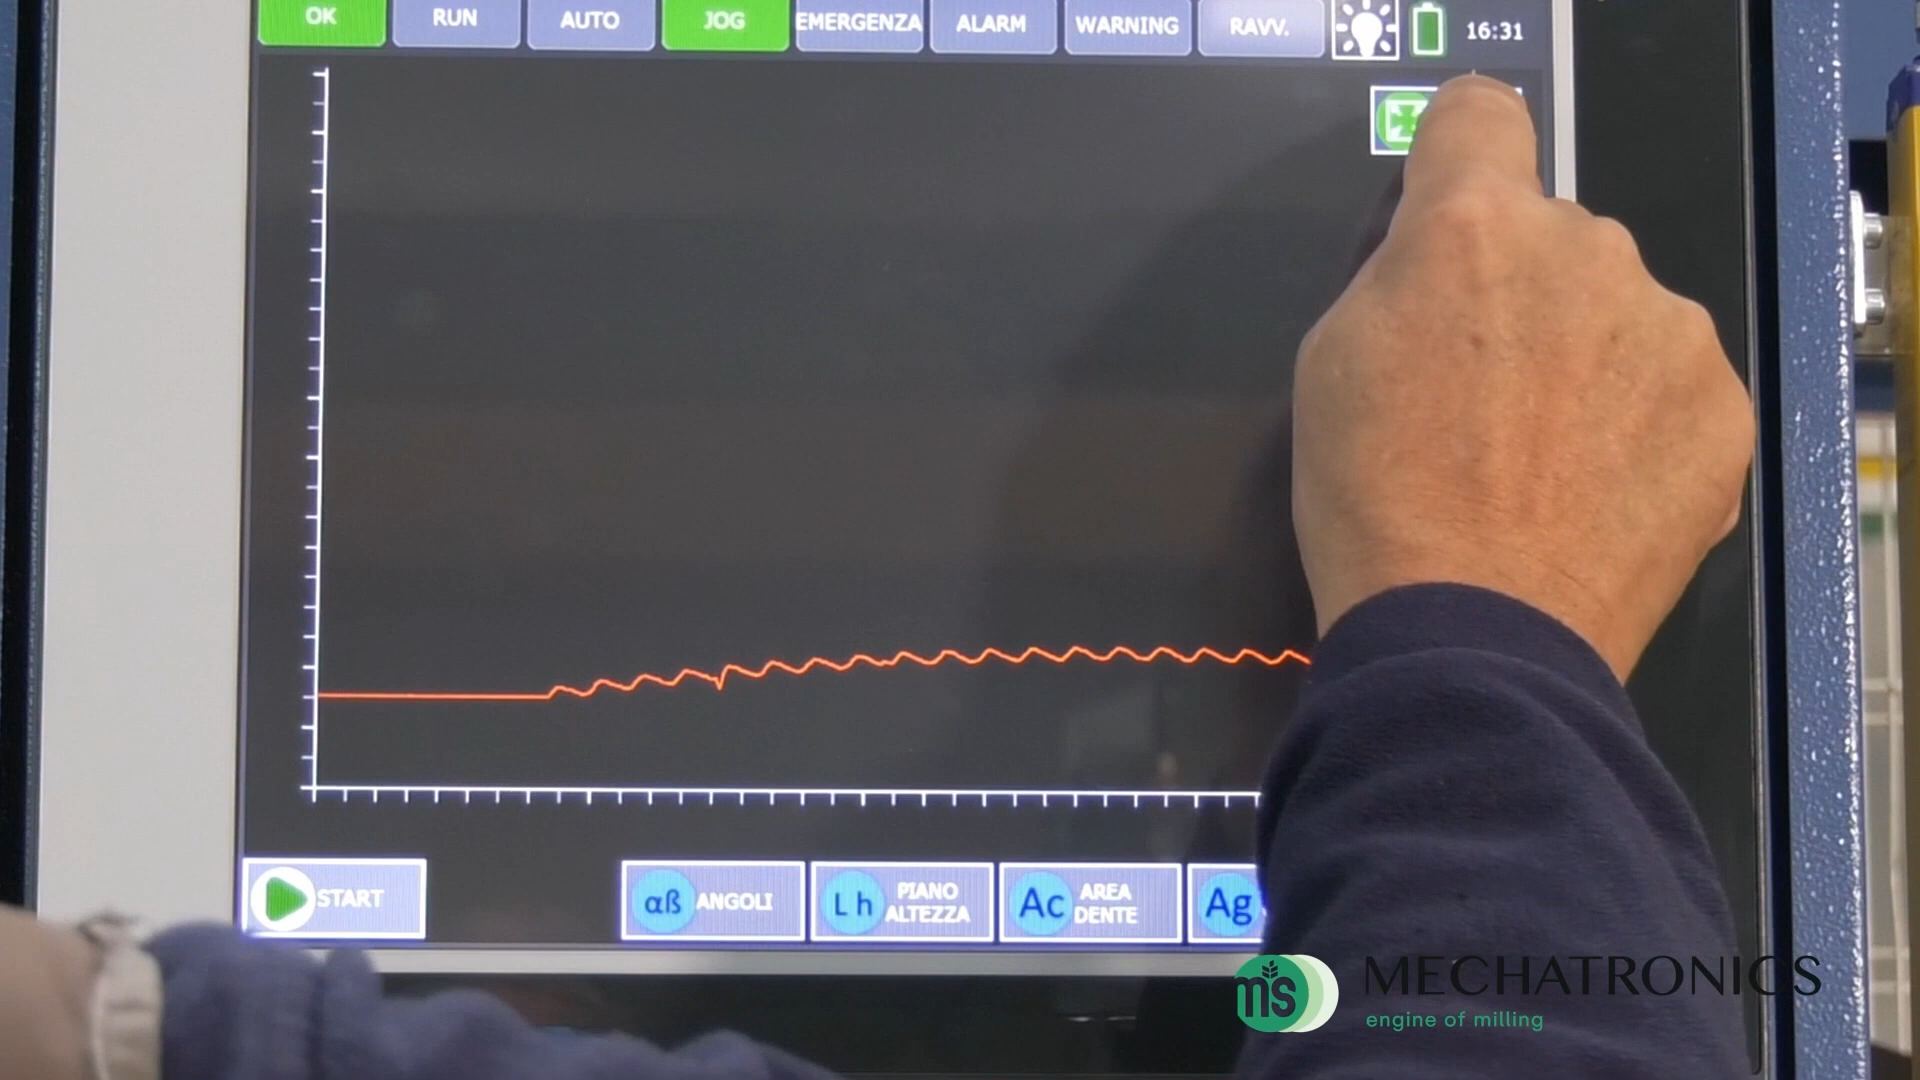 OK RUN AUTO JOG EMERGENZA ALARM WARNING RAVV. 16:31
START
αß ANGOLI
L h PIANO ALTEZZA
Ac AREA DENTE
Ag
ms MECHATRONICS
engine of milling